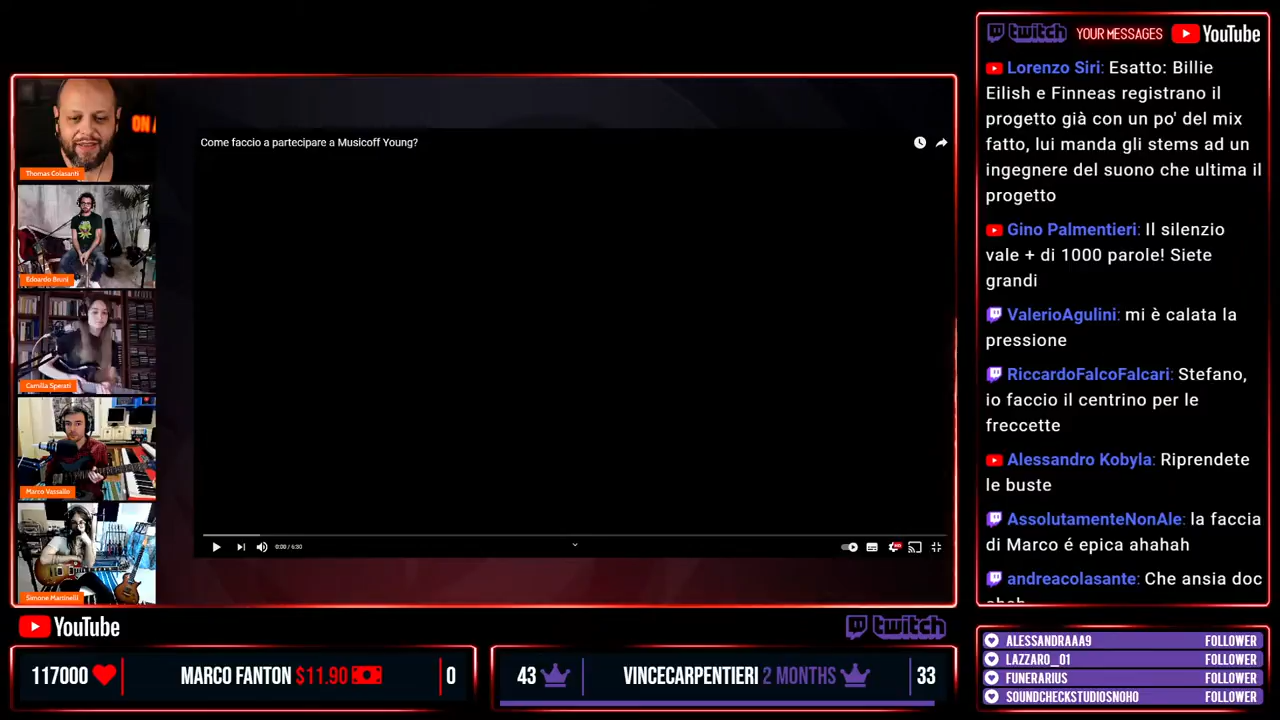 twitch YOUR MESSAGES YouTube
Lorenzo Siri: Esatto: Billie
Eilish e Finneas registrano il
progetto già con un po' del mix
fatto, lui manda gli stems ad un
ingegnere del suono che ultima il
progetto
Gino Palmentieri: Il silenzio
vale + di 1000 parole! Siete
grandi
ValerioAgulini: mi è calata la
pressione
RiccardoFalcoFalcari: Stefano,
io faccio il centrino per le
freccette
Alessandro Kobyla: Riprendete
le buste
AssolutamenteNonAle: la faccia
di Marco é epica ahahah
andreacolasante: Che ansia doc
Come faccio a partecipare a Musicoff Young?
ON
Thomas Colasanti
Edoardo Bruni
Camilla Sperati
Marco Vassallo
Simone Martinelli
0:00 / 6:30
YouTube
twitch
117000 MARCO FANTON $11.90 0
43 VINCECARPENTIERI 2 MONTHS 33
ALESSANDRAAA9 FOLLOWER
LAZZARO_01 FOLLOWER
FUNERARIUS FOLLOWER
SOUNDCHECKSTUDIOSNOHO FOLLOWER